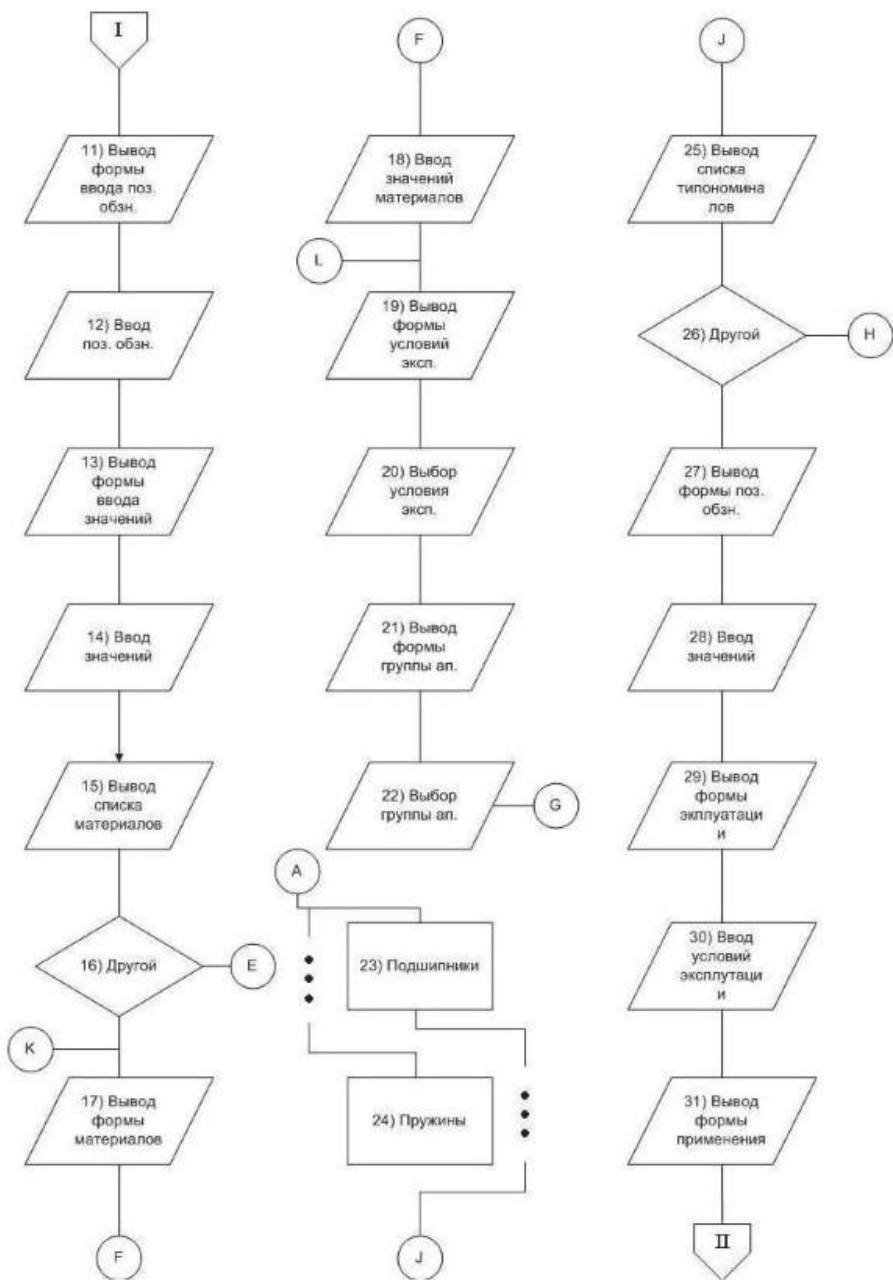 I
11) Вывод
формы
ввода поз.
обзн.
12) Ввод
поз. обзн.
13) Вывод
формы
ввода
значений
14) Ввод
значений
15) Вывод
списка
материалов
16) Другой
E
K
17) Вывод
формы
материалов
F
F
18) Ввод
значений
материалов
L
19) Вывод
формы
условий
эксп.
20) Выбор
условия
эксп.
21) Вывод
формы
группы ап.
22) Выбор
группы ап.
G
A
23) Подшипники
24) Пружины
J
J
25) Вывод
списка
типономина
лов
26) Другой
H
27) Вывод
формы поз.
обзн.
28) Ввод
значений
29) Вывод
формы
экплуатаци
и
30) Ввод
условий
эксплутаци
и
31) Вывод
формы
применения
II